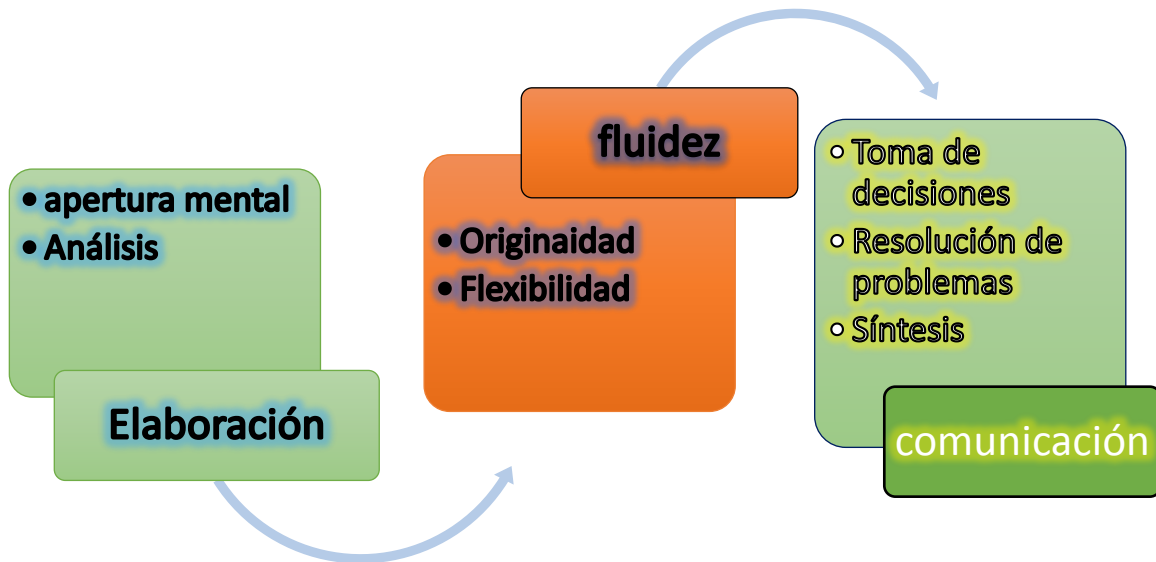 • apertura mental
• Análisis
Elaboración
fluidez
• Originaidad
• Flexibilidad
• Toma de
decisiones
• Resolución de
problemas
• Síntesis
comunicación